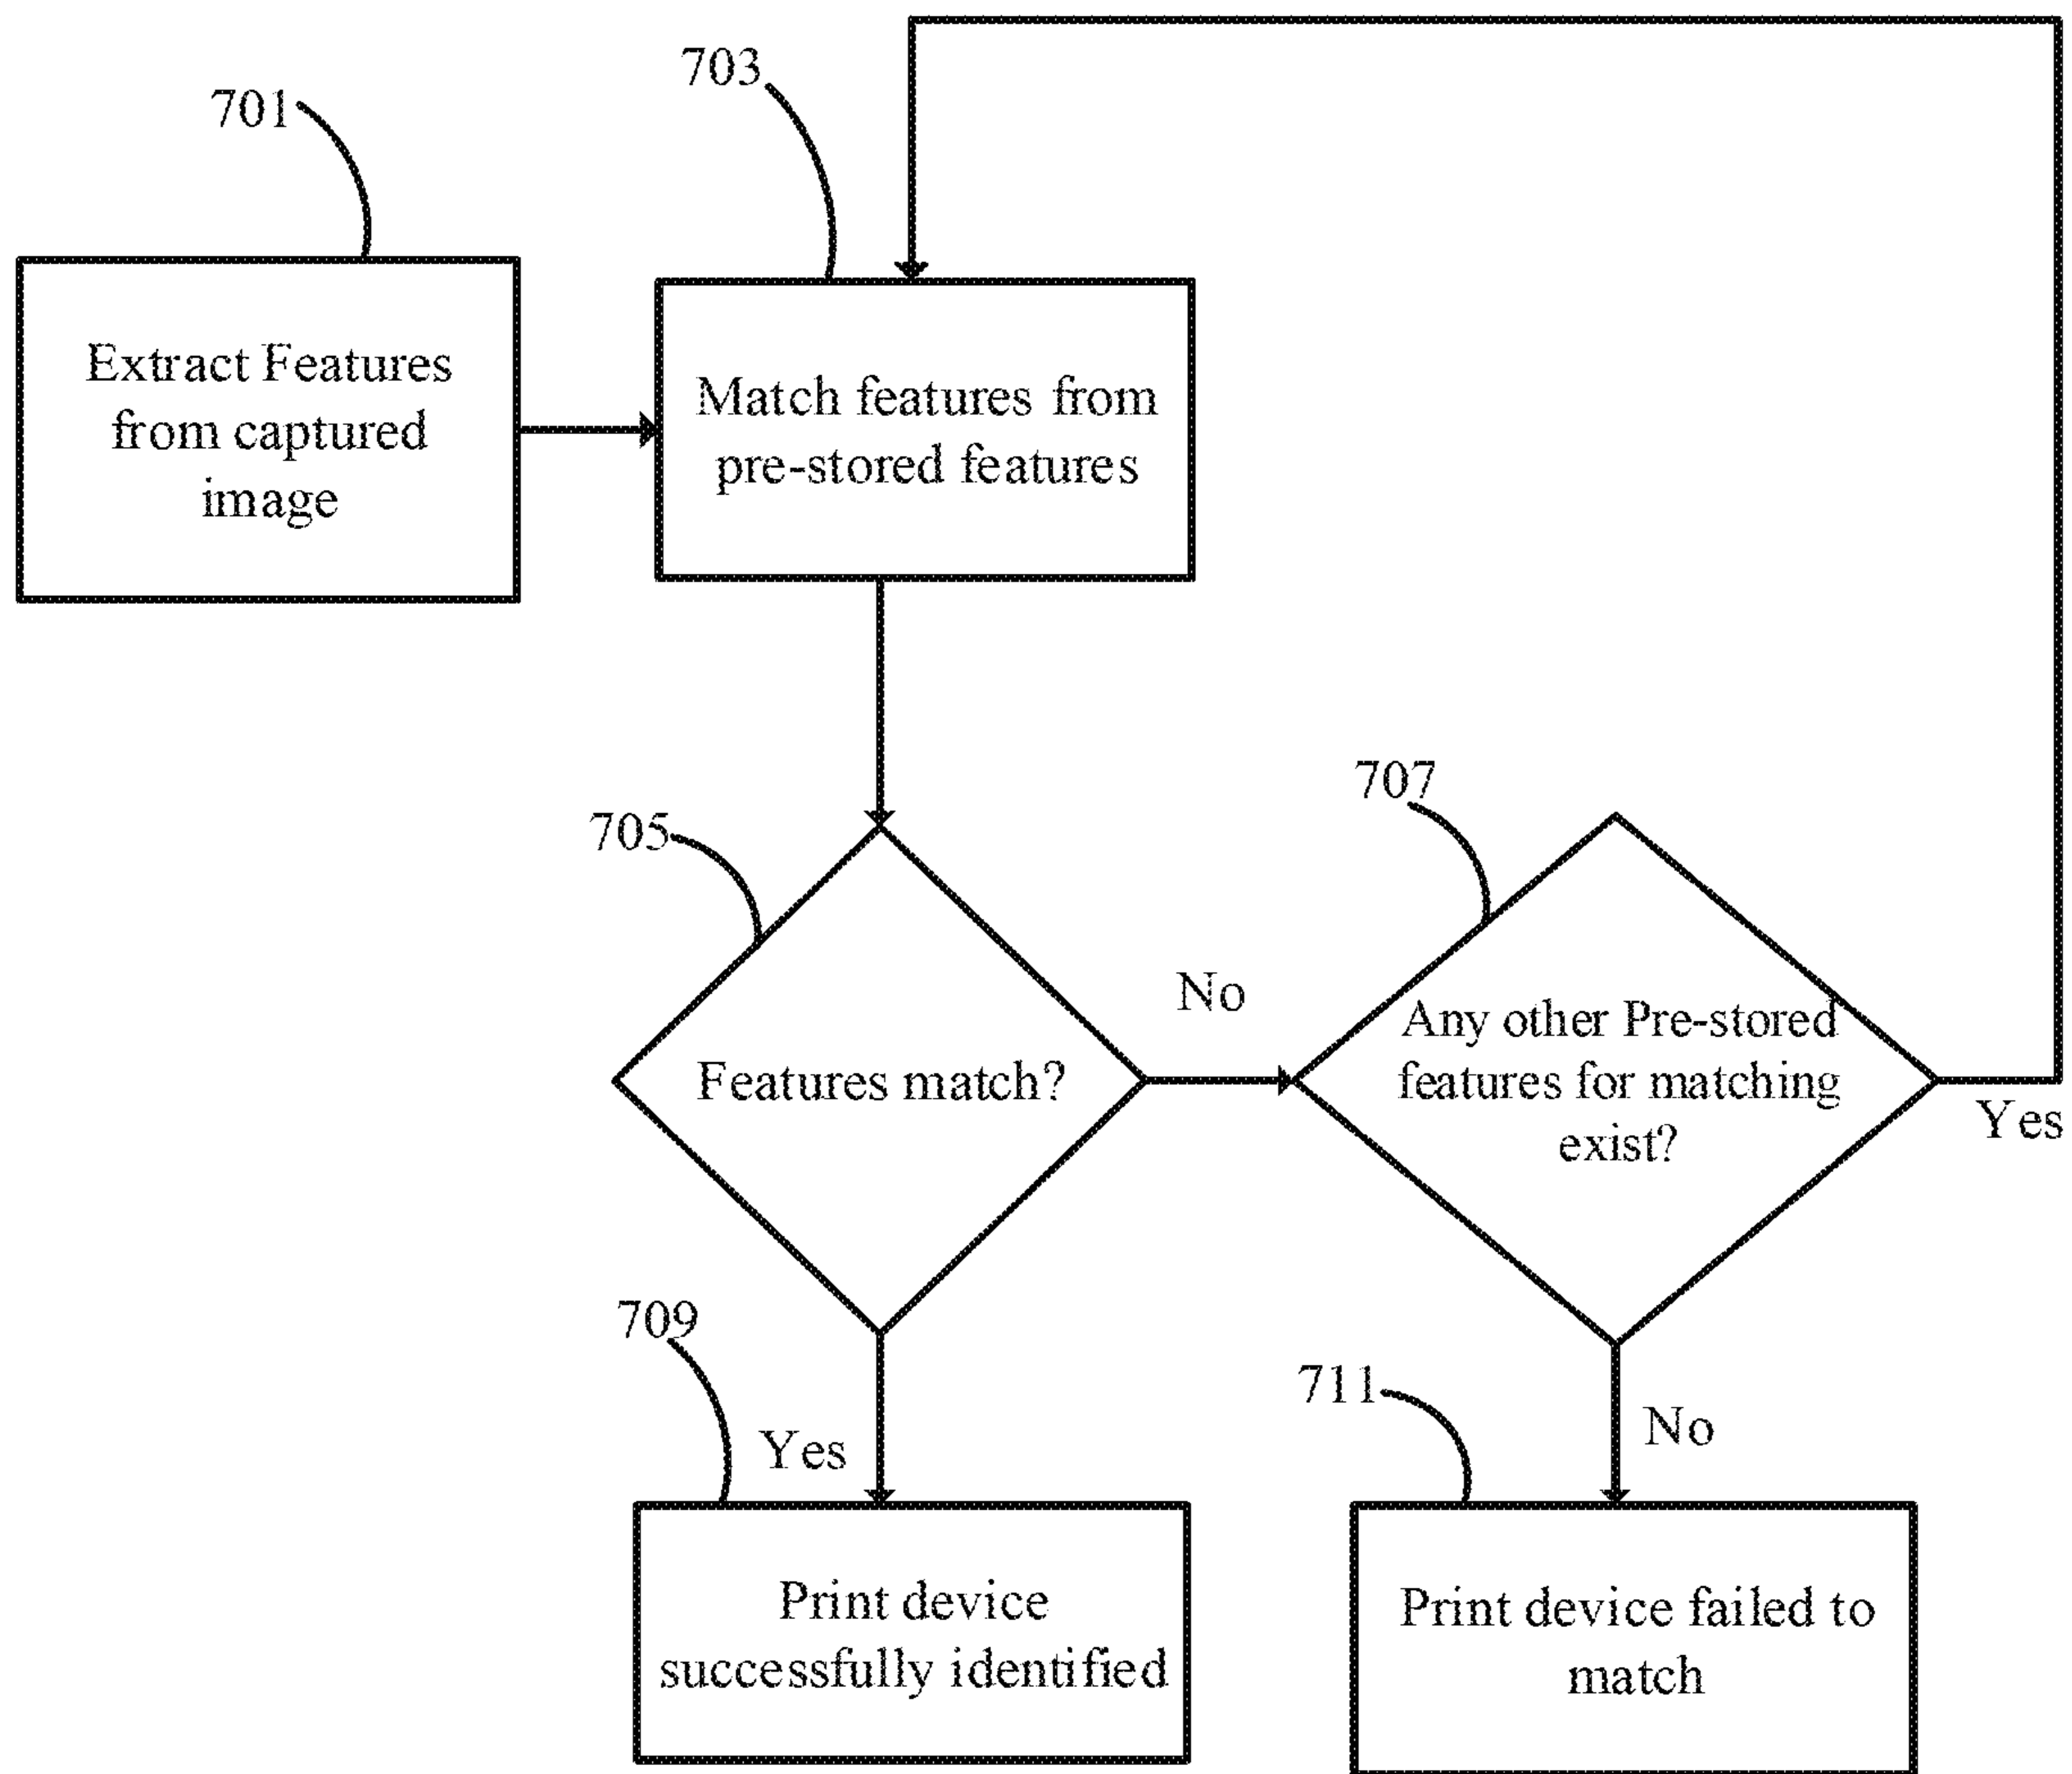 703
701
Extract Features
from captured
image
Match features from
pre-stored features
707
705
No
Features match?
Any other Pre-stored
features for matching
exist?
Yes
709
711
Yes
No
Print device
successfully identified
Print device failed to
match